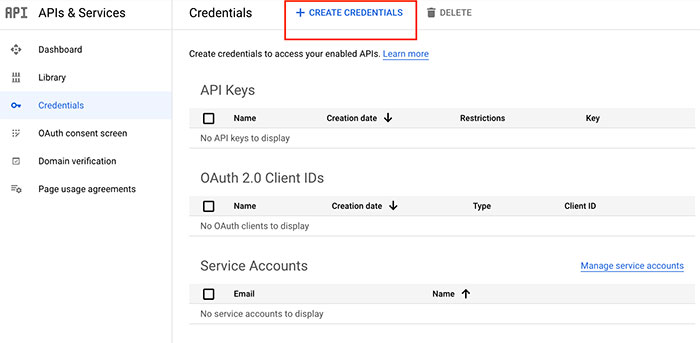 API APIs & Services
Credentials
+ CREATE CREDENTIALS
DELETE
Dashboard
Library
Credentials
OAuth consent screen
Domain verification
Page usage agreements
Create credentials to access your enabled APIs. Learn more
API Keys
Name Creation date Restrictions Key
No API keys to display
OAuth 2.0 Client IDs
Name Creation date Type Client ID
No OAuth clients to display
Service Accounts Manage service accounts
Email Name
No service accounts to display